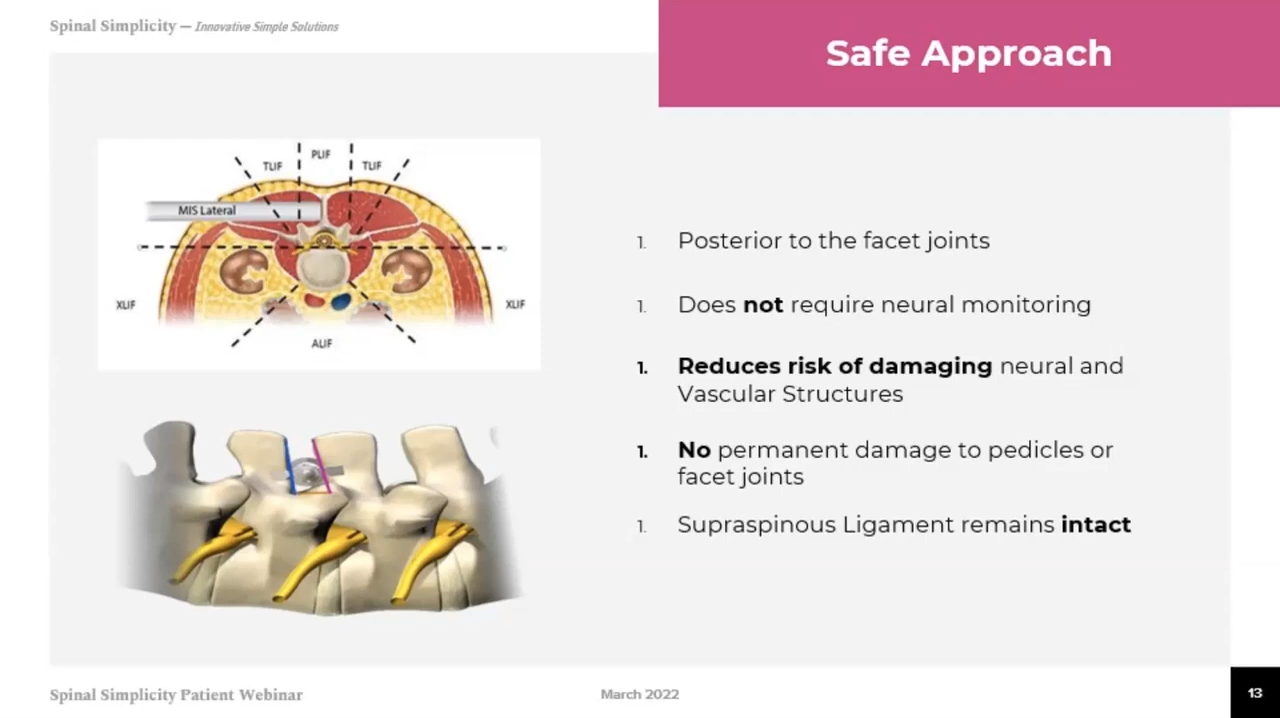 Spinal Simplicity — Innovative Simple Solutions
Safe Approach
TLIF
PLIF
TLIF
MIS Lateral
XLIF
XLIF
ALIF
1. Posterior to the facet joints
1. Does not require neural monitoring
1. Reduces risk of damaging neural and
Vascular Structures
1. No permanent damage to pedicles or
facet joints
1. Supraspinous Ligament remains intact
Spinal Simplicity Patient Webinar
March 2022
13